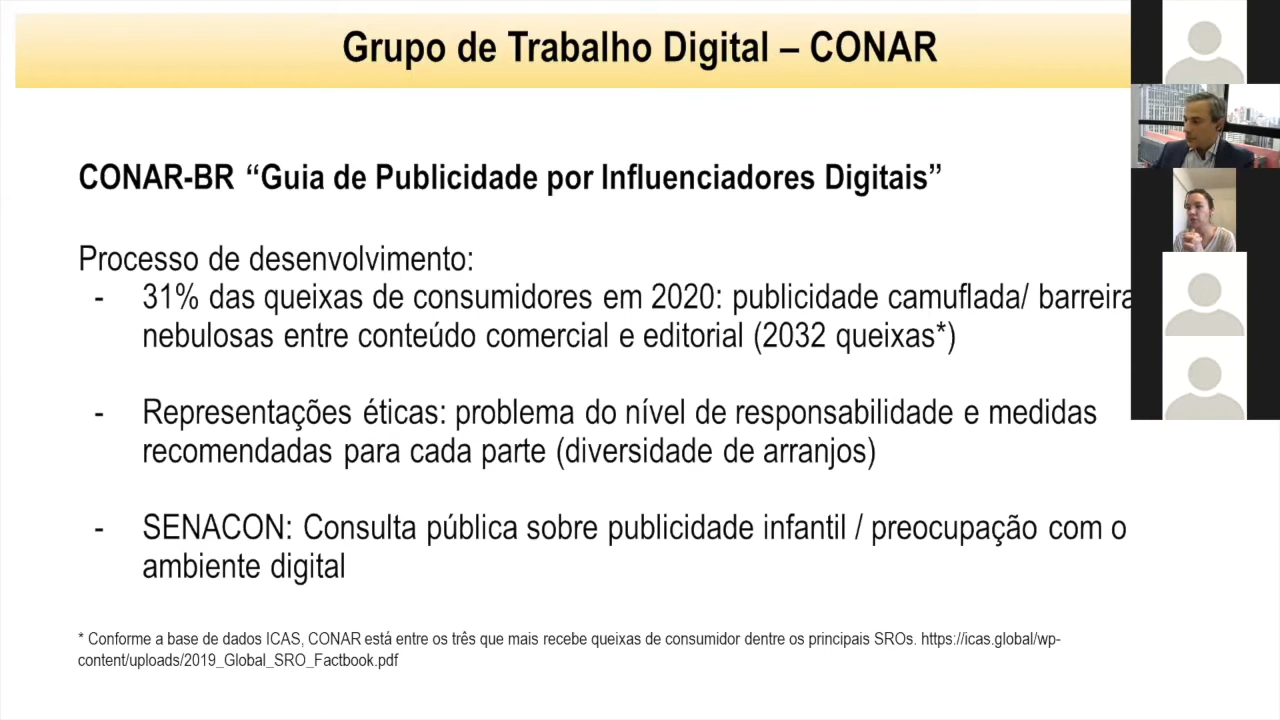 Grupo de Trabalho Digital – CONAR
CONAR-BR “Guia de Publicidade por Influenciadores Digitais”
Processo de desenvolvimento:
- 31% das queixas de consumidores em 2020: publicidade camuflada/ barreira
nebulosas entre conteúdo comercial e editorial (2032 queixas*)
- Representações éticas: problema do nível de responsabilidade e medidas
recomendadas para cada parte (diversidade de arranjos)
- SENACON: Consulta pública sobre publicidade infantil / preocupação com o
ambiente digital
* Conforme a base de dados ICAS, CONAR está entre os três que mais recebe queixas de consumidor dentre os principais SROs. https://icas.global/wp-
content/uploads/2019_Global_SRO_Factbook.pdf